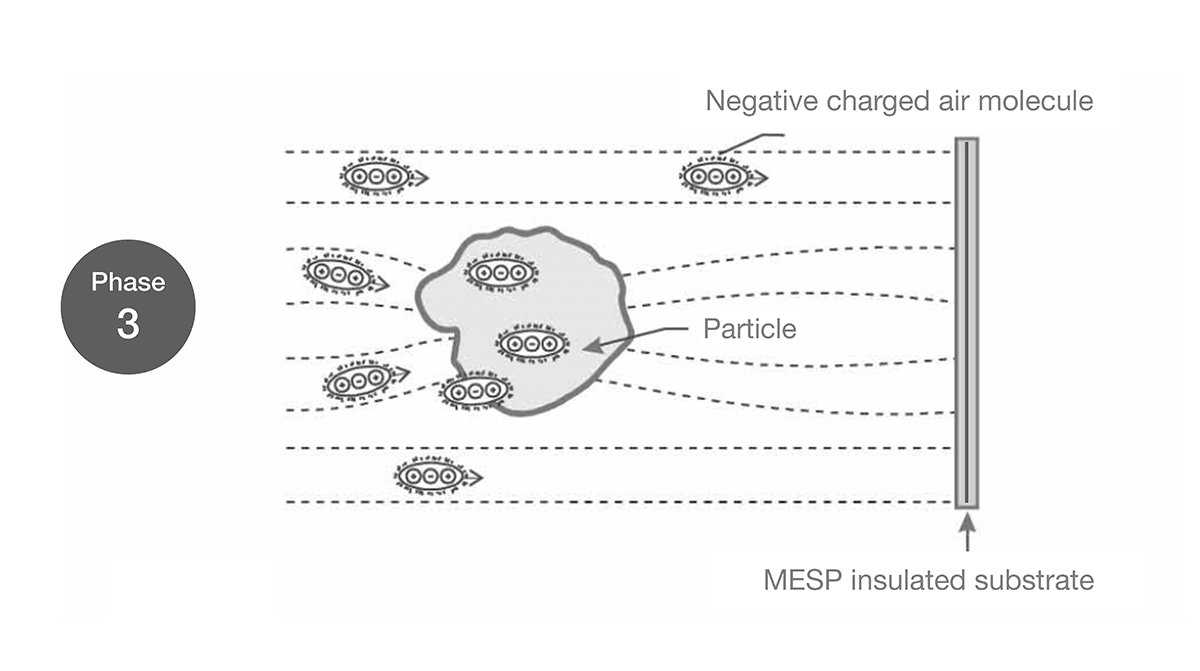 Negative charged air molecule
Phase
3
Particle
MESP insulated substrate